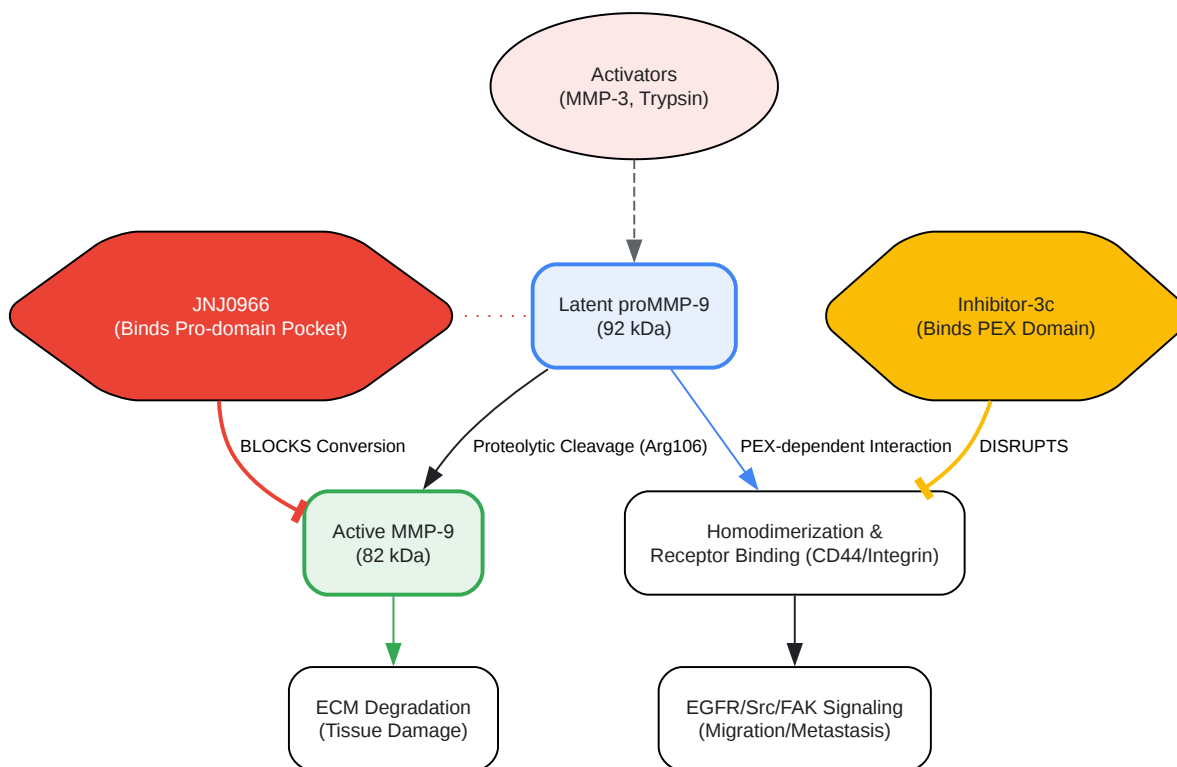 Activators
(MMP-3, Trypsin)
JNJ0966
(Binds Pro-domain Pocket)
Latent proMMP-9
(92 kDa)
Inhibitor-3c
(Binds PEX Domain)
BLOCKS Conversion
Proteolytic Cleavage (Arg106)
PEX-dependent Interaction
DISRUPTS
Active MMP-9
(82 kDa)
Homodimerization &
Receptor Binding (CD44/Integrin)
ECM Degradation
(Tissue Damage)
EGFR/Src/FAK Signaling
(Migration/Metastasis)